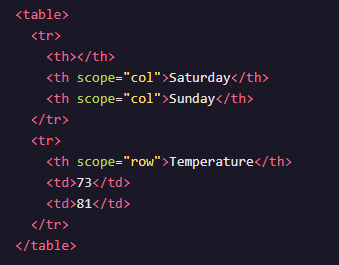 <table>
<tr>
<th></th>
<th scope="col">Saturday</th>
<th scope="col">Sunday</th>
</tr>
<tr>
<th scope="row">Temperature</th>
<td>73</td>
<td>81</td>
</tr>
</table>